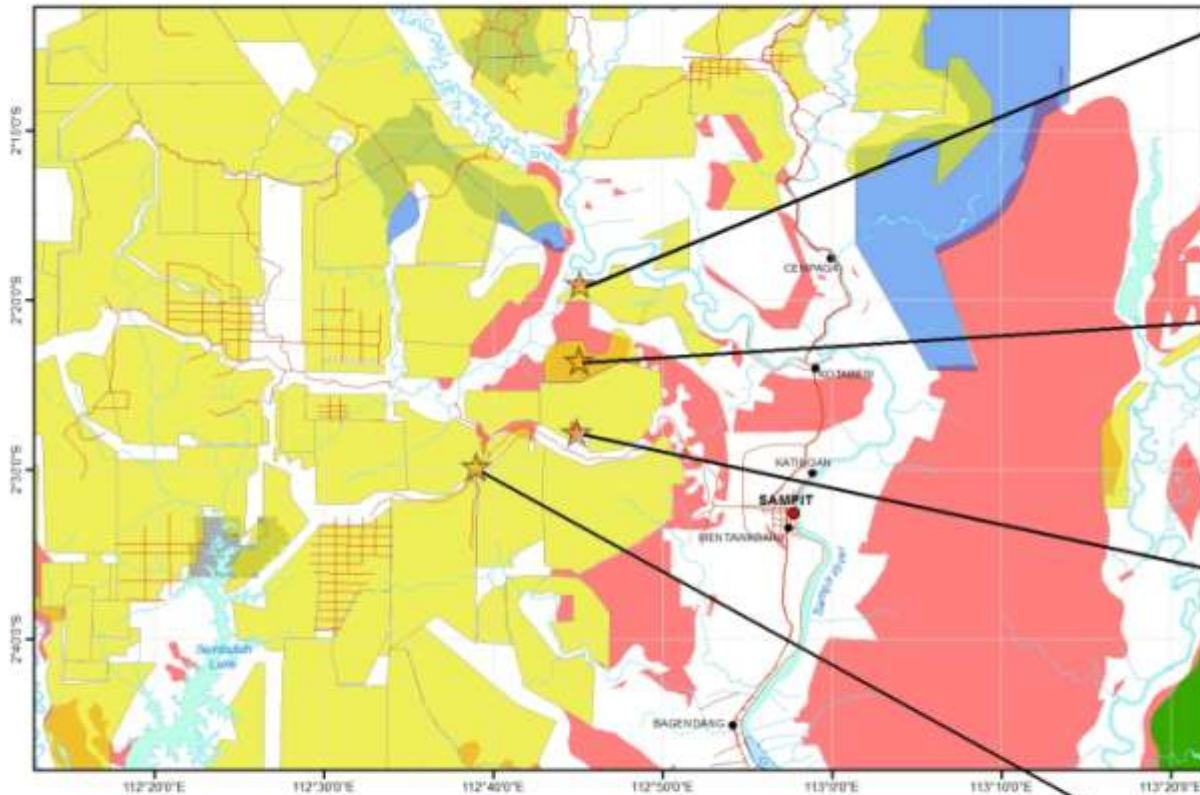 2°10'0"S
CEMPAGA
2°20'0"S
KOTABESI
2°30'0"S
KATINGAN
SAMPIT
MENTAWABARU
Sampit River
2°40'0"S
Sembuluh
Lake
BAGENDANG
112°20'0"E
112°30'0"E
112°40'0"E
112°50'0"E
113°0'0"E
113°10'0"E
113°20'0"E